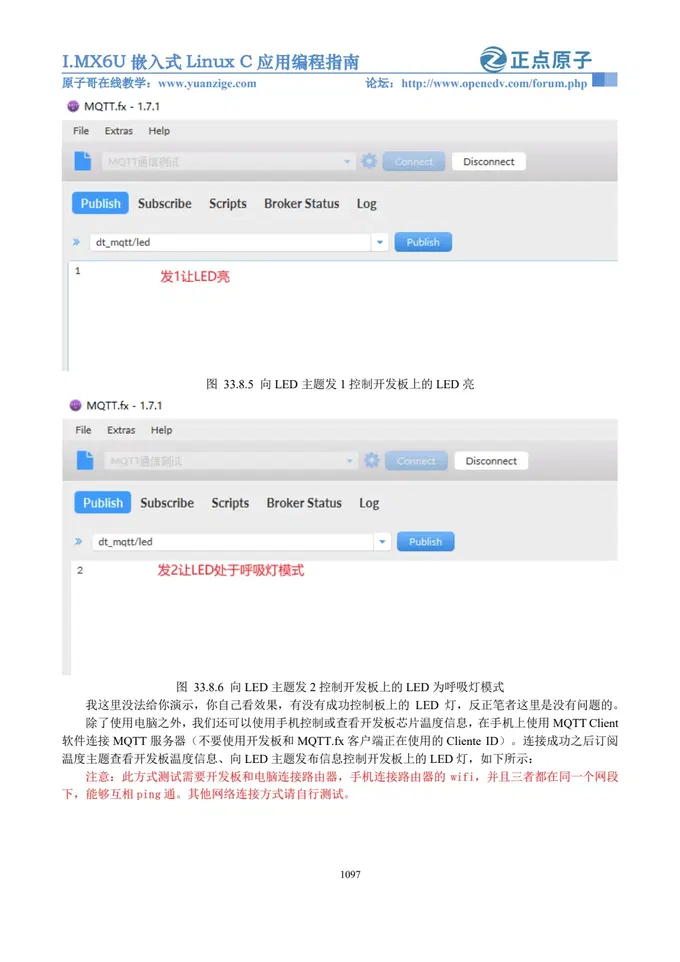 I.MX6U 嵌入式 Linux C 应用编程指南
正点原子
原子哥在线教学：www.yuanzige.com
论坛：http://www.openedv.com/forum.php
MQTT.fx - 1.7.1
File Extras Help
MQTT通信测试
Connect
Disconnect
Publish Subscribe Scripts Broker Status Log
dt_mqtt/led
Publish
1
发1让LED亮
图 33.8.5 向 LED 主题发 1 控制开发板上的 LED 亮
MQTT.fx - 1.7.1
File Extras Help
MQTT通信测试
Connect
Disconnect
Publish Subscribe Scripts Broker Status Log
dt_mqtt/led
Publish
2
发2让LED处于呼吸灯模式
图 33.8.6 向 LED 主题发 2 控制开发板上的 LED 为呼吸灯模式
我这里没法给你演示，你自己看效果，有没有成功控制板上的 LED 灯，反正笔者这里是没有问题的。
除了使用电脑之外，我们还可以使用手机控制或查看开发板芯片温度信息，在手机上使用 MQTT Client
软件连接 MQTT 服务器（不要使用开发板和 MQTT.fx 客户端正在使用的 Cliente ID）。连接成功之后订阅
温度主题查看开发板温度信息、向 LED 主题发布信息控制开发板上的 LED 灯，如下所示：
注意：此方式测试需要开发板和电脑连接路由器，手机连接路由器的 wifi，并且三者都在同一个网段
下，能够互相 ping 通。其他网络连接方式请自行测试。
1097